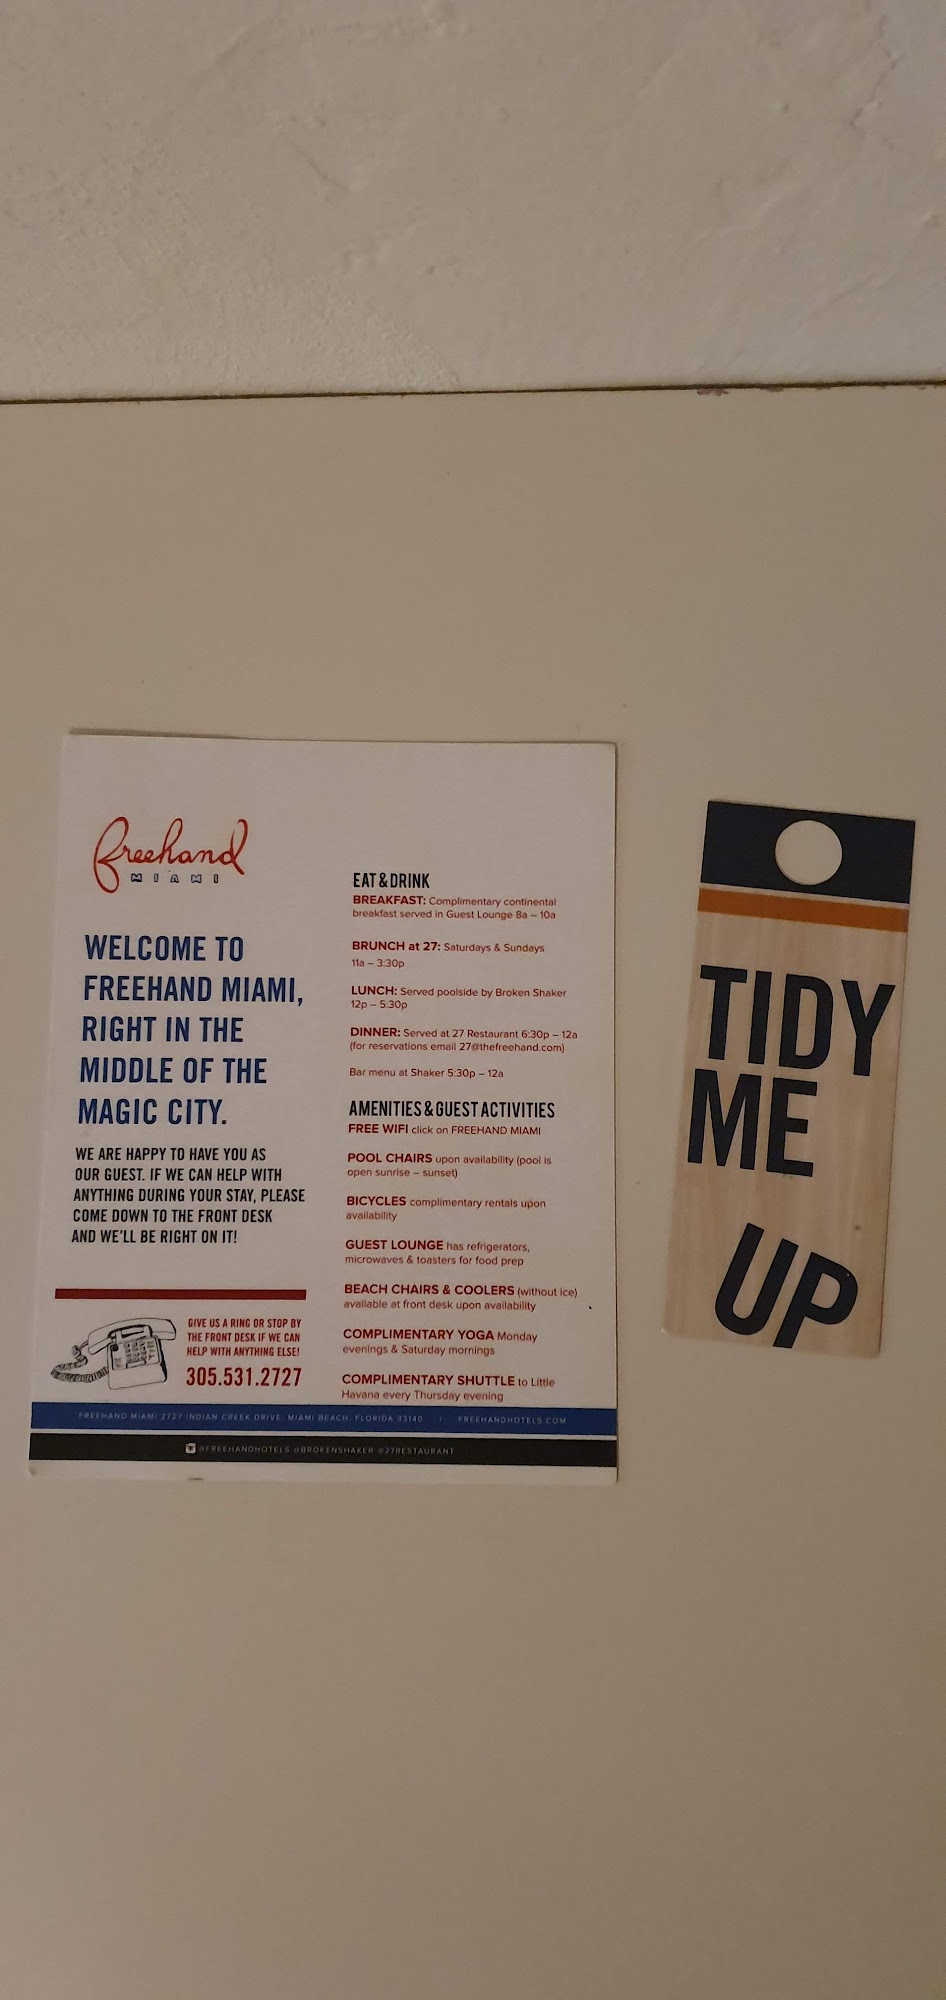 freehand
MIAMI
WELCOME TO
FREEHAND MIAMI,
RIGHT IN THE
MIDDLE OF THE
MAGIC CITY.
WE ARE HAPPY TO HAVE YOU AS
OUR GUEST. IF WE CAN HELP WITH
ANYTHING DURING YOUR STAY, PLEASE
COME DOWN TO THE FRONT DESK
AND WE'LL BE RIGHT ON IT!
GIVE US A RING OR STOP BY
THE FRONT DESK IF WE CAN
HELP WITH ANYTHING ELSE!
305.531.2727
EAT & DRINK
BREAKFAST: Complimentary continental
breakfast served in Guest Lounge 8a – 10a
BRUNCH at 27: Saturdays & Sundays
11a – 3:30p
LUNCH: Served poolside by Broken Shaker
12p – 5:30p
DINNER: Served at 27 Restaurant 6:30p – 12a
(for reservations email 27@thefreehand.com)
Bar menu at Shaker 5:30p – 12a
AMENITIES & GUEST ACTIVITIES
FREE WIFI click on FREEHAND MIAMI
POOL CHAIRS upon availability (pool is
open sunrise – sunset)
BICYCLES complimentary rentals upon
availability
GUEST LOUNGE has refrigerators,
microwaves & toasters for food prep
BEACH CHAIRS & COOLERS (without ice)
available at front desk upon availability
COMPLIMENTARY YOGA Monday
evenings & Saturday mornings
COMPLIMENTARY SHUTTLE to Little
Havana every Thursday evening
FREEHAND MIAMI 2727 INDIAN CREEK DRIVE, MIAMI BEACH, FLORIDA 33140 | FREEHANDHOTELS.COM
@FREEHANDHOTELS @BROKENSHAKER @27RESTAURANT
TIDY
ME
UP